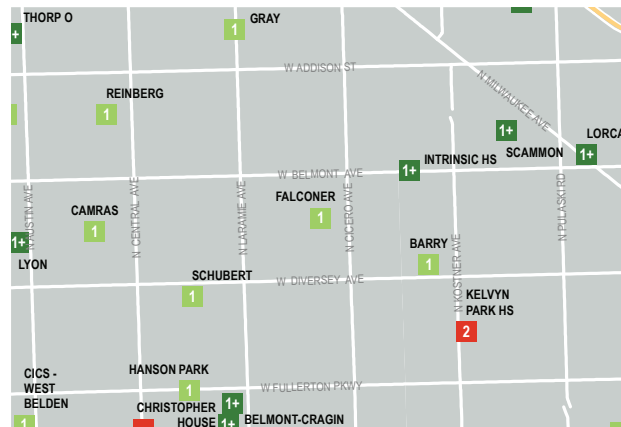 THORP O
1+
GRAY
1
W ADDISON ST
N MILWAUKEE AVE
REINBERG
1
1+
SCAMMON
LORCA
1+
W BELMONT AVE
1+
INTRINSIC HS
FALCONER
1
CAMRAS
1
1+
LYON
N AUSTIN AVE
N CENTRAL AVE
N LARAMIE AVE
N CICERO AVE
N KOSTNER AVE
N PULASKI RD
BARRY
1
SCHUBERT
1
W DIVERSEY AVE
KELVYN
PARK HS
2
HANSON PARK
1
W FULLERTON PKWY
CICS -
WEST
BELDEN
1
CHRISTOPHER
HOUSE
1+
1+
BELMONT-CRAGIN